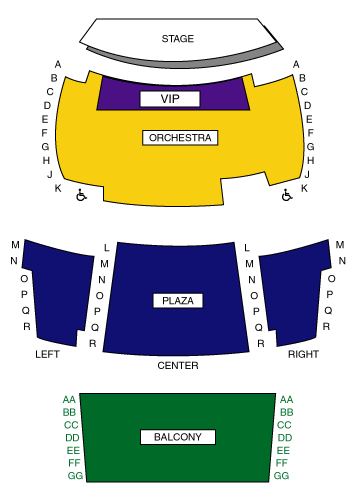 STAGE
A A
B B
C VIP C
D D
E E
F ORCHESTRA F
G G
H H
J J
K K
M L L M
N M M N
O N N O
P O PLAZA O P
Q P P Q
R Q Q R
R R
LEFT CENTER RIGHT
AA AA
BB BB
CC CC
DD BALCONY DD
EE EE
FF FF
GG GG